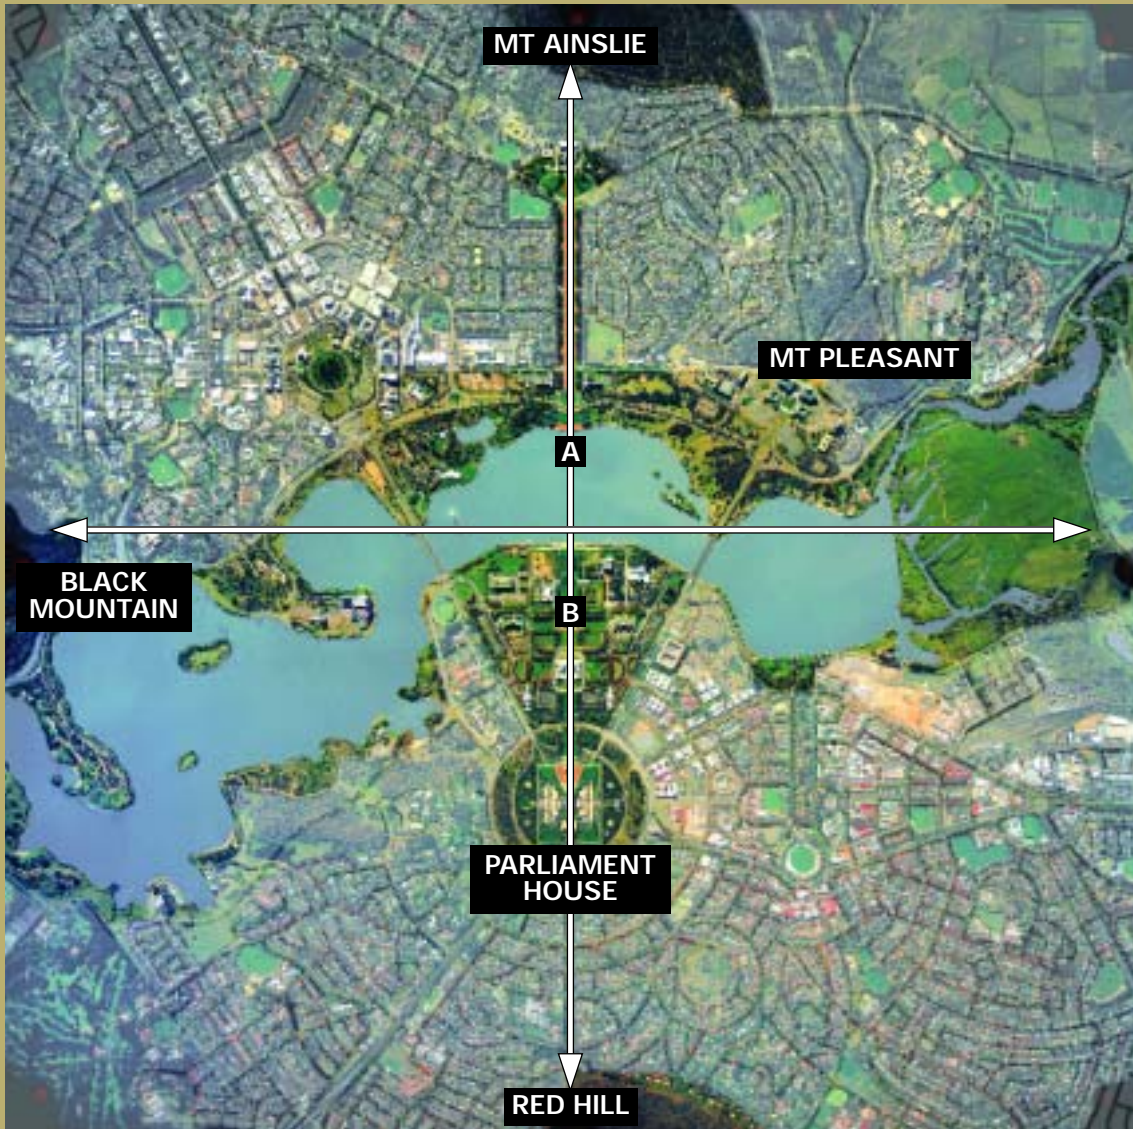 MT AINSLIE
MT PLEASANT
A
BLACK
MOUNTAIN
B
PARLIAMENT
HOUSE
RED HILL